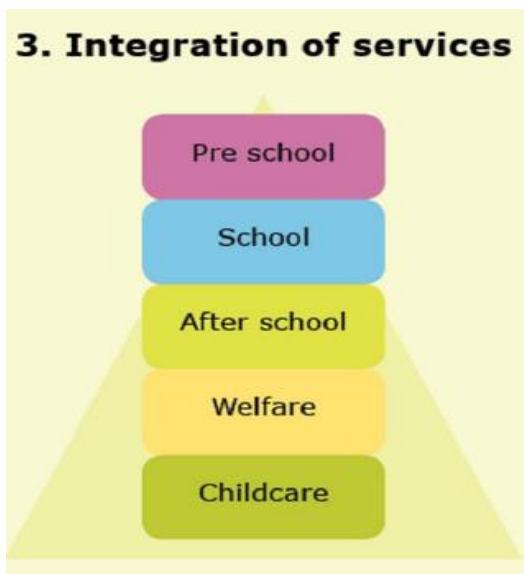 3. Integration of services
Pre school
School
After school
Welfare
Childcare